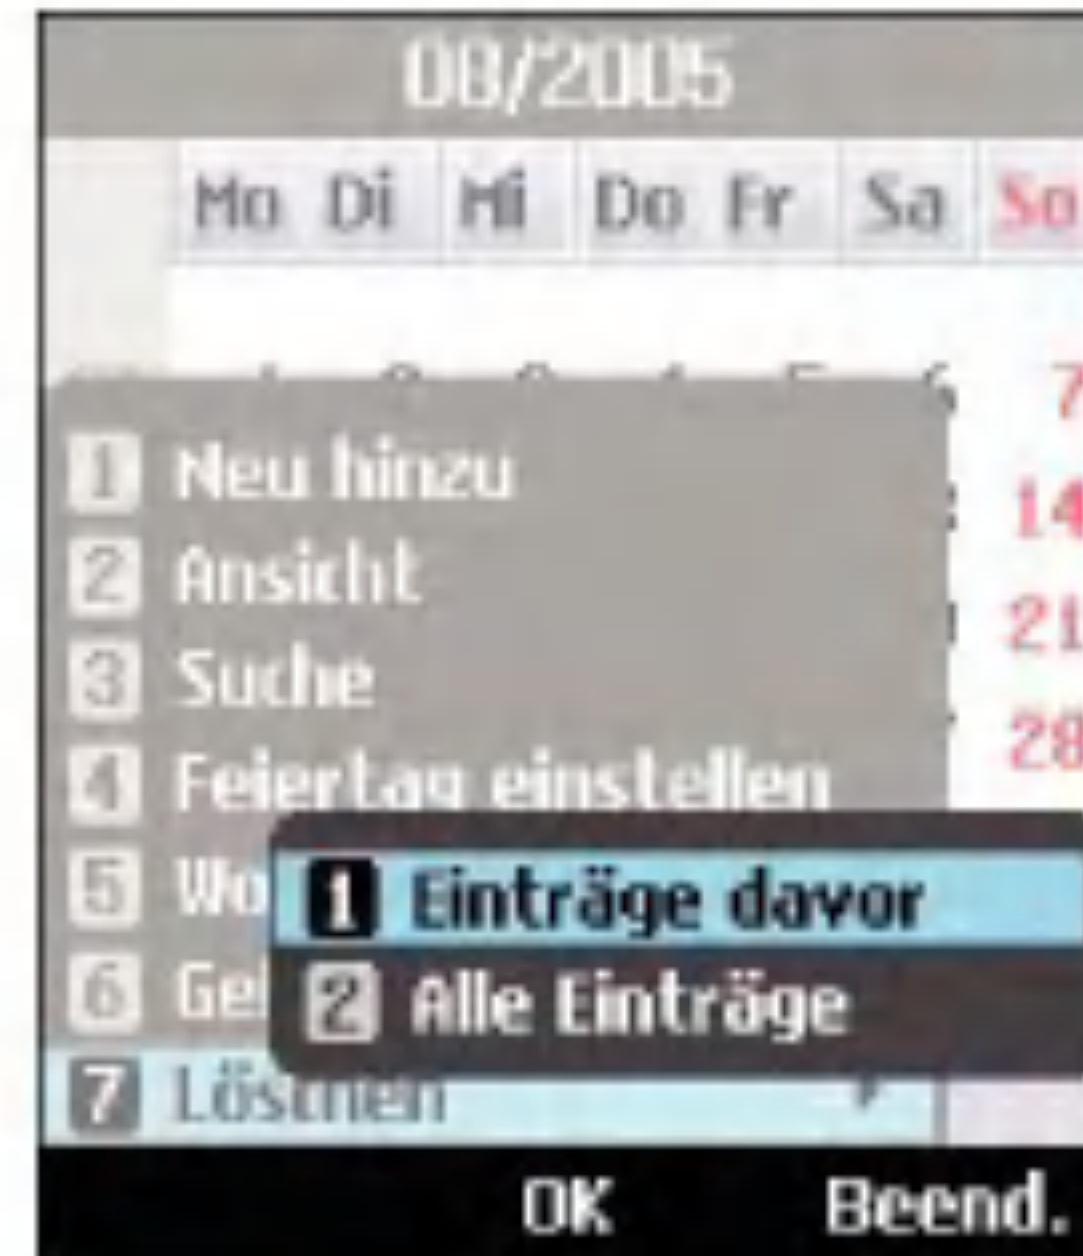 08/2005
Mo Di Mi Do Fr Sa So
7
14
1 Neu hinzu
21
2 Ansicht
3 Suche
28
4 Feiertag einstellen
5
1 Einträge davor
6
2 Alle Einträge
7 Löschen
OK Beend.